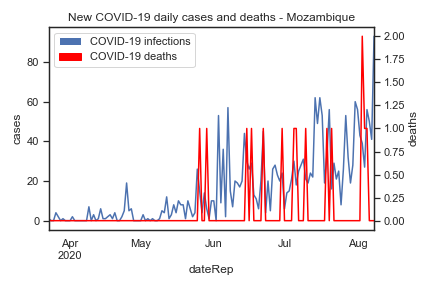 New COVID-19 daily cases and deaths - Mozambique
COVID-19 infections
COVID-19 deaths
cases
80
60
40
20
0
deaths
2.00
1.75
1.50
1.25
1.00
0.75
0.50
0.25
0.00
Apr May Jun Jul Aug
2020
dateRep